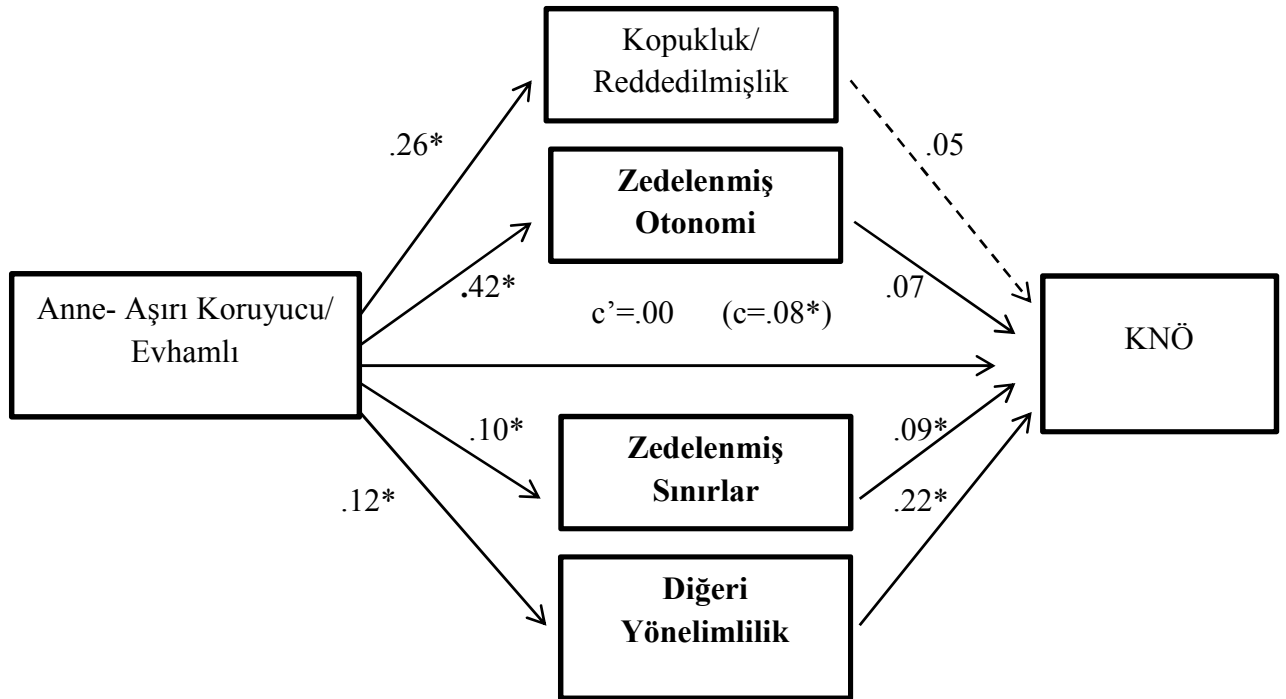 Kopukluk/
Reddedilmişlik
.26*
.05
Zedelenmiş
Otonomi
.42*
.07
c’=.00 (c=.08*)
Anne- Aşırı Koruyucu/
Evhamlı
KNÖ
.10*
.09*
Zedelenmiş
Sınırlar
.12*
.22*
Diğeri
Yönelimlilik